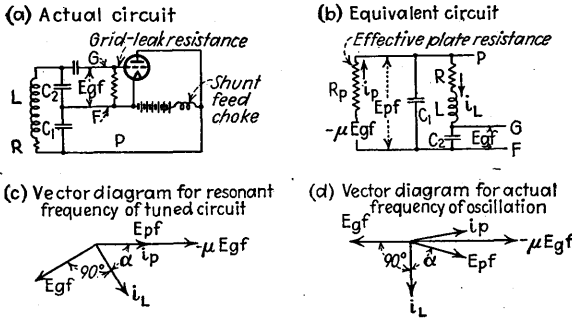 (a) Actual circuit
Grid-leak resistance
G
L
C2
Egf
F
C1
R
P
Shunt
feed
choke
(b) Equivalent circuit
Effective plate resistance
P
Rp
ip
Epf
C1
R
L
iL
-μEgf
C2
Egf
G
F
(c) Vector diagram for resonant
frequency of tuned circuit
Epf
ip
-μEgf
90°
α
Egf
iL
(d) Vector diagram for actual
frequency of oscillation
Egf
ip
-μEgf
90°
α
Epf
iL